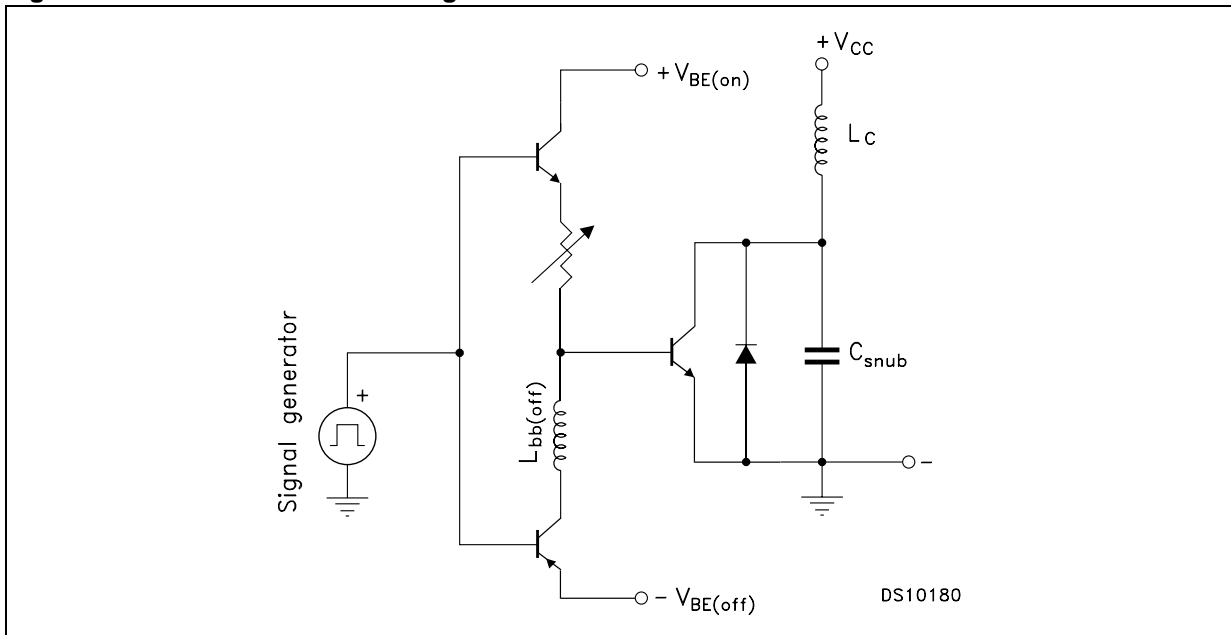 + V_CC
+ V_BE(on)
L_C
Signal generator
+
L_bb(off)
C_snub
-
- V_BE(off)
DS10180